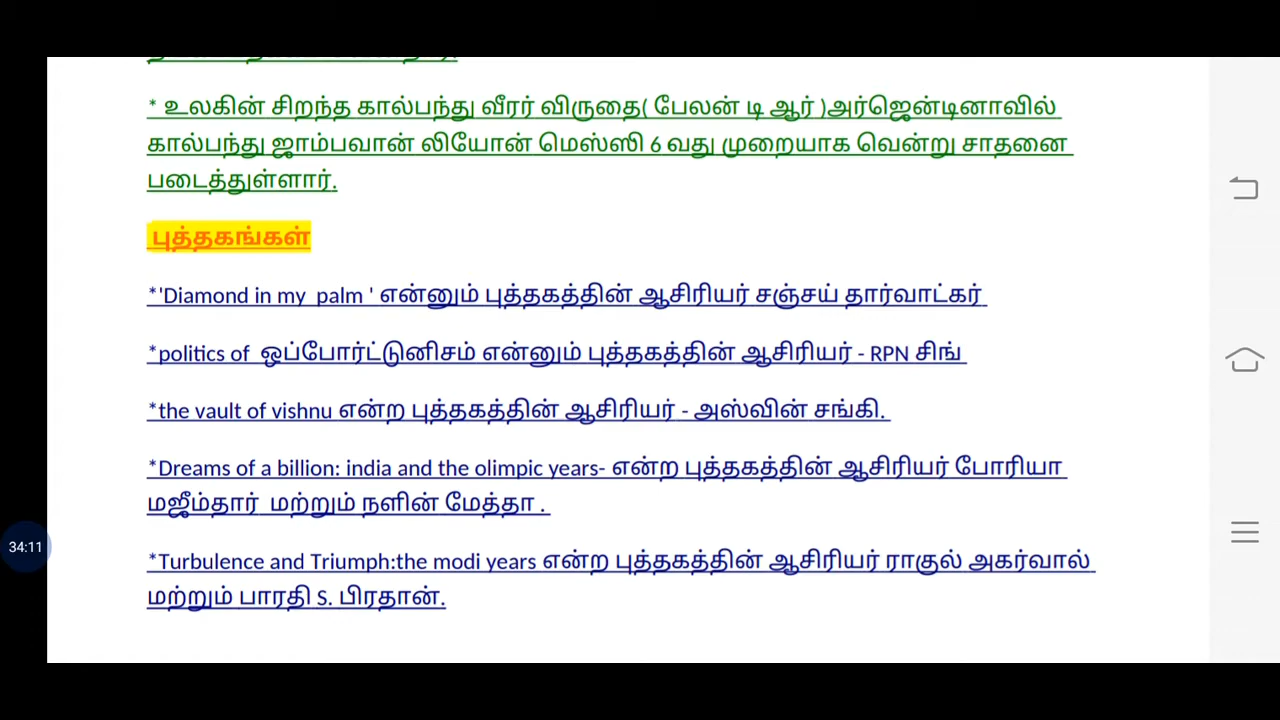 * உலகின் சிறந்த கால்பந்து வீரர் விருதை( பேலன் டி ஆர் )அர்ஜென்டினாவில்
கால்பந்து ஜாம்பவான் லியோன் மெஸ்ஸி 6 வது முறையாக வென்று சாதனை
படைத்துள்ளார்.
புத்தகங்கள்
*'Diamond in my palm ' என்னும் புத்தகத்தின் ஆசிரியர் சஞ்சய் தார்வாட்கர்
*politics of ஒப்போர்ட்டுனிசம் என்னும் புத்தகத்தின் ஆசிரியர் - RPN சிங்
*the vault of vishnu என்ற புத்தகத்தின் ஆசிரியர் - அஸ்வின் சங்கி.
*Dreams of a billion: india and the olimpic years- என்ற புத்தகத்தின் ஆசிரியர் போரியா
மஜீம்தார் மற்றும் நளின் மேத்தா .
*Turbulence and Triumph:the modi years என்ற புத்தகத்தின் ஆசிரியர் ராகுல் அகர்வால்
மற்றும் பாரதி S. பிரதான்.
34:11